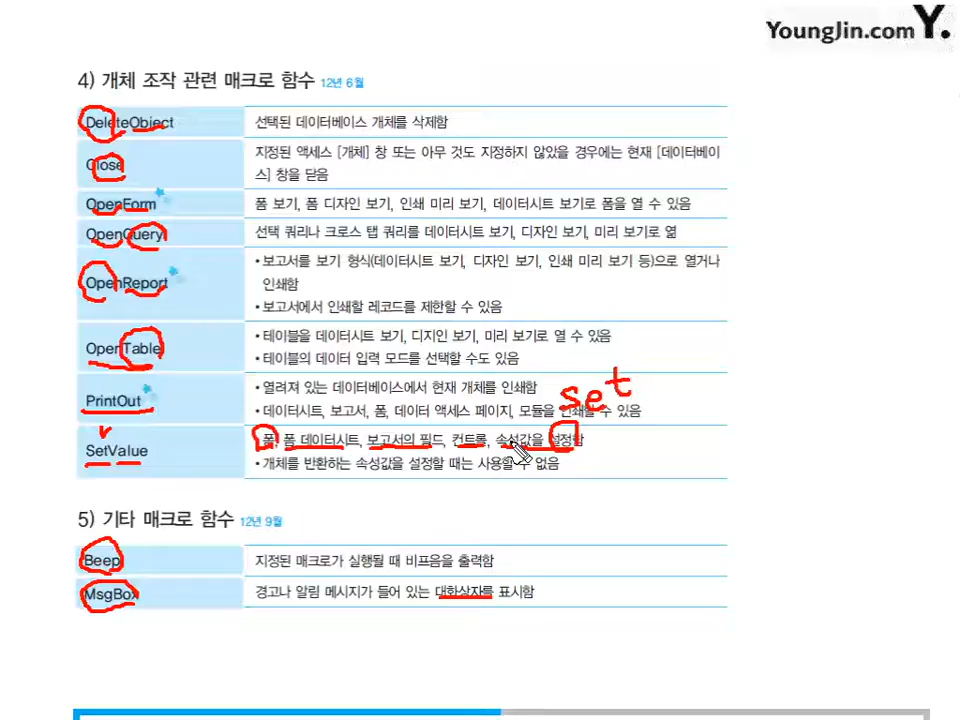 YoungJin.com Y.
4) 개체 조작 관련 매크로 함수 12년 6월
DeleteObject 선택된 데이터베이스 개체를 삭제함
Close 지정된 액세스 [개체] 창 또는 아무 것도 지정하지 않았을 경우에는 현재 [데이터베이
스] 창을 닫음
OpenForm 폼 보기, 폼 디자인 보기, 인쇄 미리 보기, 데이터시트 보기로 폼을 열 수 있음
OpenQuery 선택 쿼리나 크로스 탭 쿼리를 데이터시트 보기, 디자인 보기, 미리 보기로 엶
OpenReport •보고서를 보기 형식(데이터시트 보기, 디자인 보기, 인쇄 미리 보기 등)으로 열거나
인쇄함
•보고서에서 인쇄할 레코드를 제한할 수 있음
OpenTable •테이블을 데이터시트 보기, 디지인 보기, 미리 보기로 열 수 있음
•테이블의 데이터 입력 모드를 선택할 수도 있음
PrintOut •열려져 있는 데이터베이스에서 현재 개체를 인쇄함
set
•데이터시트, 보고서, 폼, 데이터 액세스 페이지, 모듈을 인쇄할 수 있음
SetValue •폼, 폼 데이터시트, 보고서의 필드, 컨트롤, 속성값을 설정함
•개체를 반환하는 속성값을 설정할 때는 사용할 수 없음
5) 기타 매크로 함수 12년 9월
Beep 지정된 매크로가 실행될 때 비프음을 출력함
MsgBox 경고나 알림 메시지가 들어 있는 대화상자를 표시함